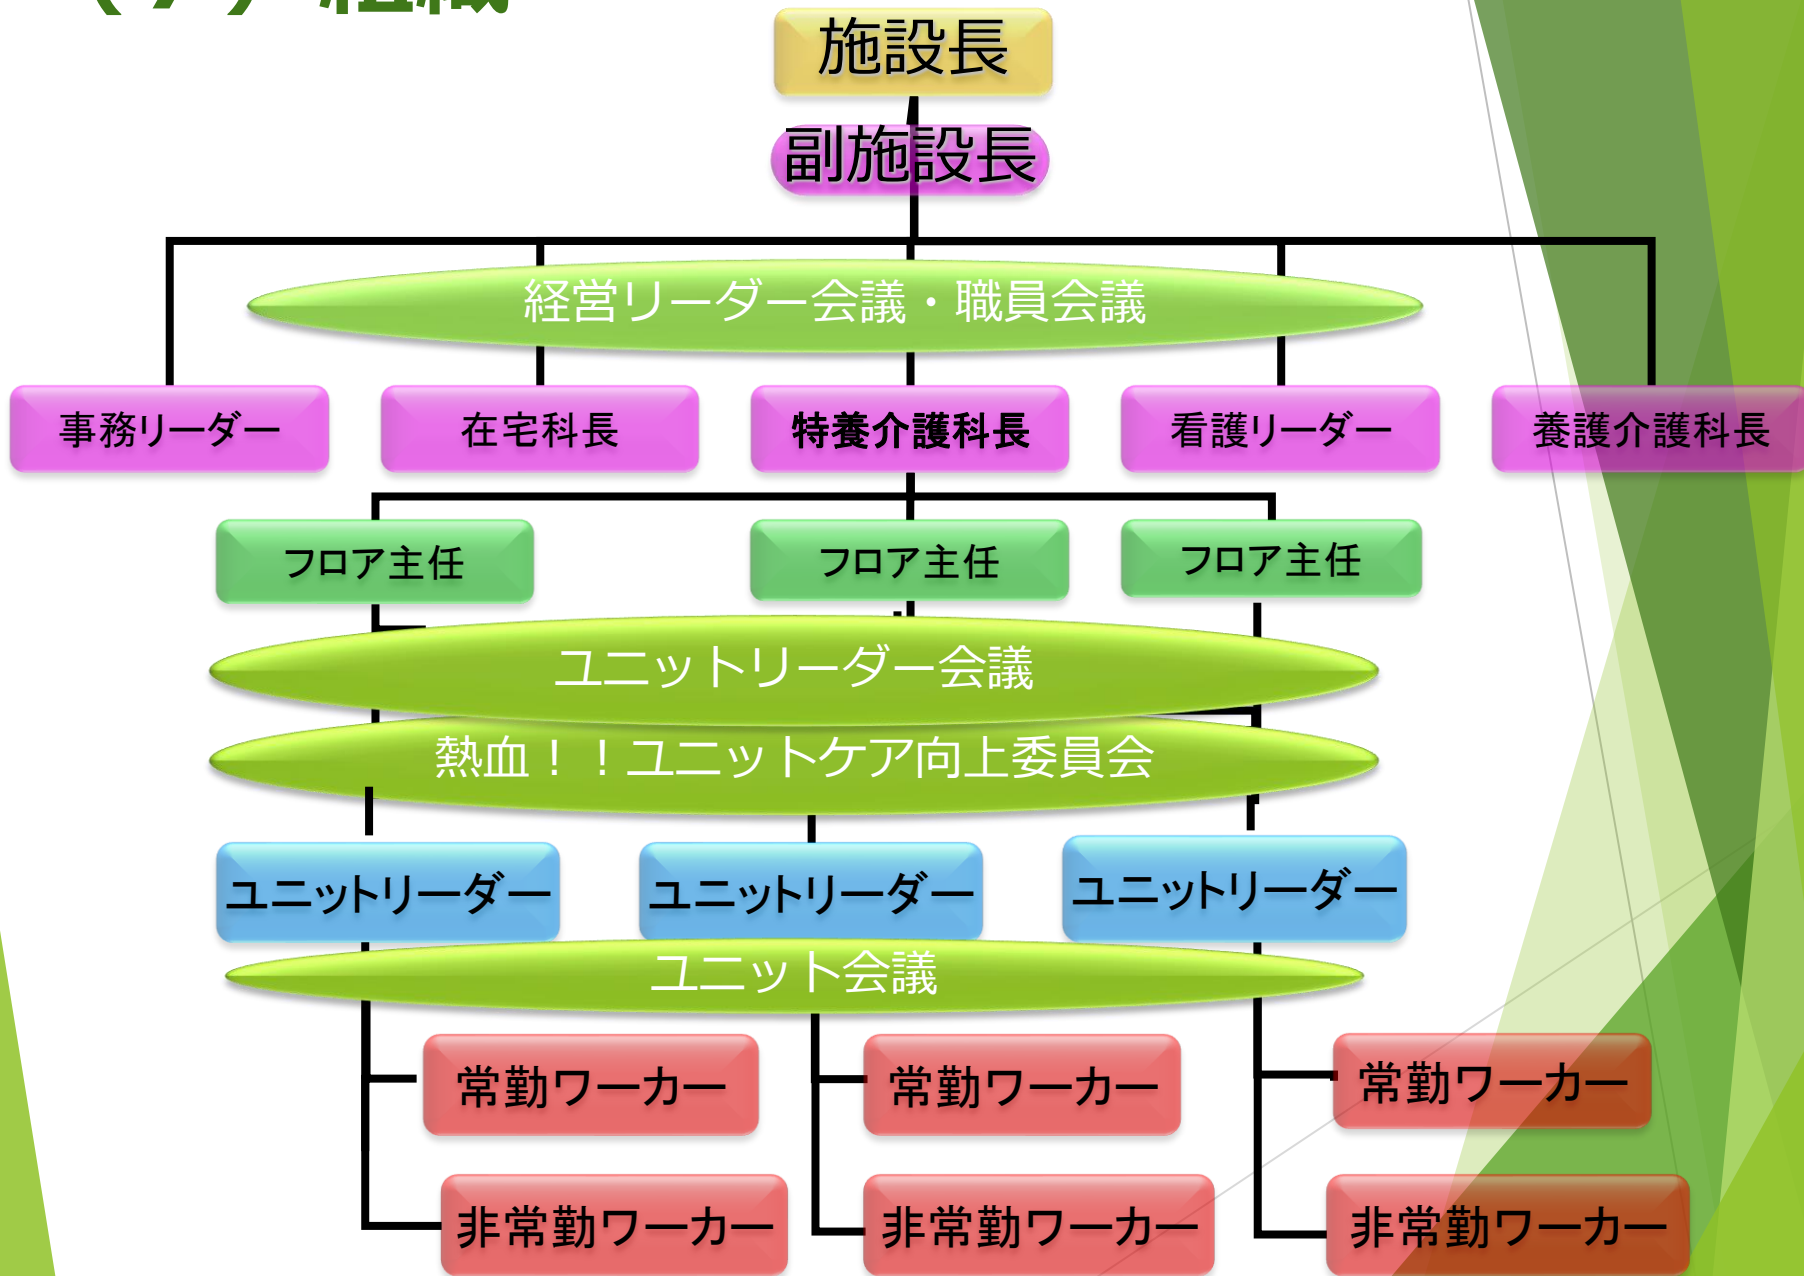 組織
施設長
副施設長
経営リーダー会議・職員会議
事務リーダー
在宅科長
特養介護科長
看護リーダー
養護介護科長
フロア主任
フロア主任
フロア主任
ユニットリーダー会議
熱血！！ユニットケア向上委員会
ユニットリーダー
ユニットリーダー
ユニットリーダー
ユニット会議
常勤ワーカー
常勤ワーカー
常勤ワーカー
非常勤ワーカー
非常勤ワーカー
非常勤ワーカー